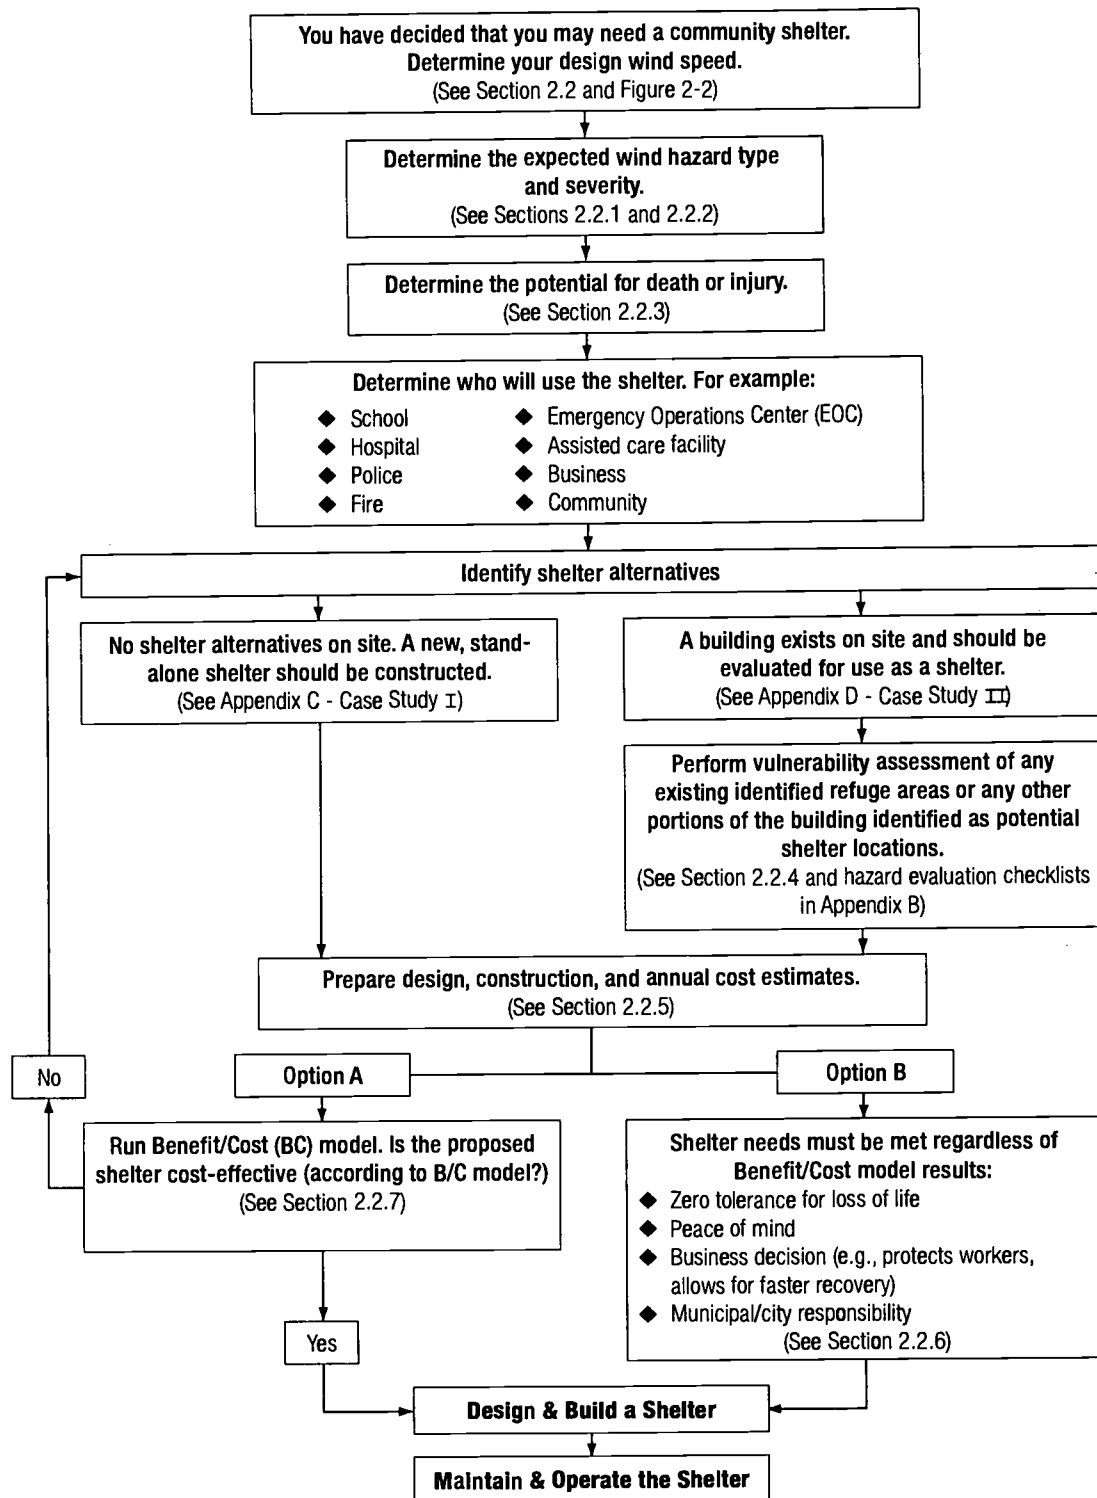 You have decided that you may need a community shelter.
Determine your design wind speed.
(See Section 2.2 and Figure 2-2)
Determine the expected wind hazard type
and severity.
(See Sections 2.2.1 and 2.2.2)
Determine the potential for death or injury.
(See Section 2.2.3)
Determine who will use the shelter. For example:
◆ School
◆ Hospital
◆ Police
◆ Fire
◆ Emergency Operations Center (EOC)
◆ Assisted care facility
◆ Business
◆ Community
Identify shelter alternatives
No shelter alternatives on site. A new, stand-
alone shelter should be constructed.
(See Appendix C - Case Study I)
A building exists on site and should be
evaluated for use as a shelter.
(See Appendix D - Case Study II)
Perform vulnerability assessment of any
existing identified refuge areas or any other
portions of the building identified as potential
shelter locations.
(See Section 2.2.4 and hazard evaluation checklists
in Appendix B)
Prepare design, construction, and annual cost estimates.
(See Section 2.2.5)
No
Option A
Option B
Run Benefit/Cost (BC) model. Is the proposed
shelter cost-effective (according to B/C model?)
(See Section 2.2.7)
Shelter needs must be met regardless of
Benefit/Cost model results:
◆ Zero tolerance for loss of life
◆ Peace of mind
◆ Business decision (e.g., protects workers,
allows for faster recovery)
◆ Municipal/city responsibility
(See Section 2.2.6)
Yes
Design & Build a Shelter
Maintain & Operate the Shelter